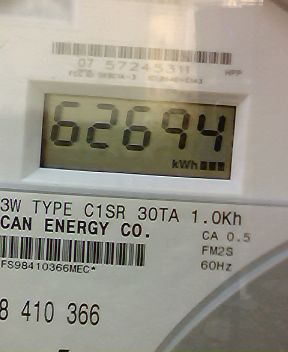 07 57245311 HPP
62694
kWh
3W TYPE C1SR 30TA 1.0Kh
CAN ENERGY CO. CA 0.5
FM2S
FS98410366MEC* 60Hz
8 410 366